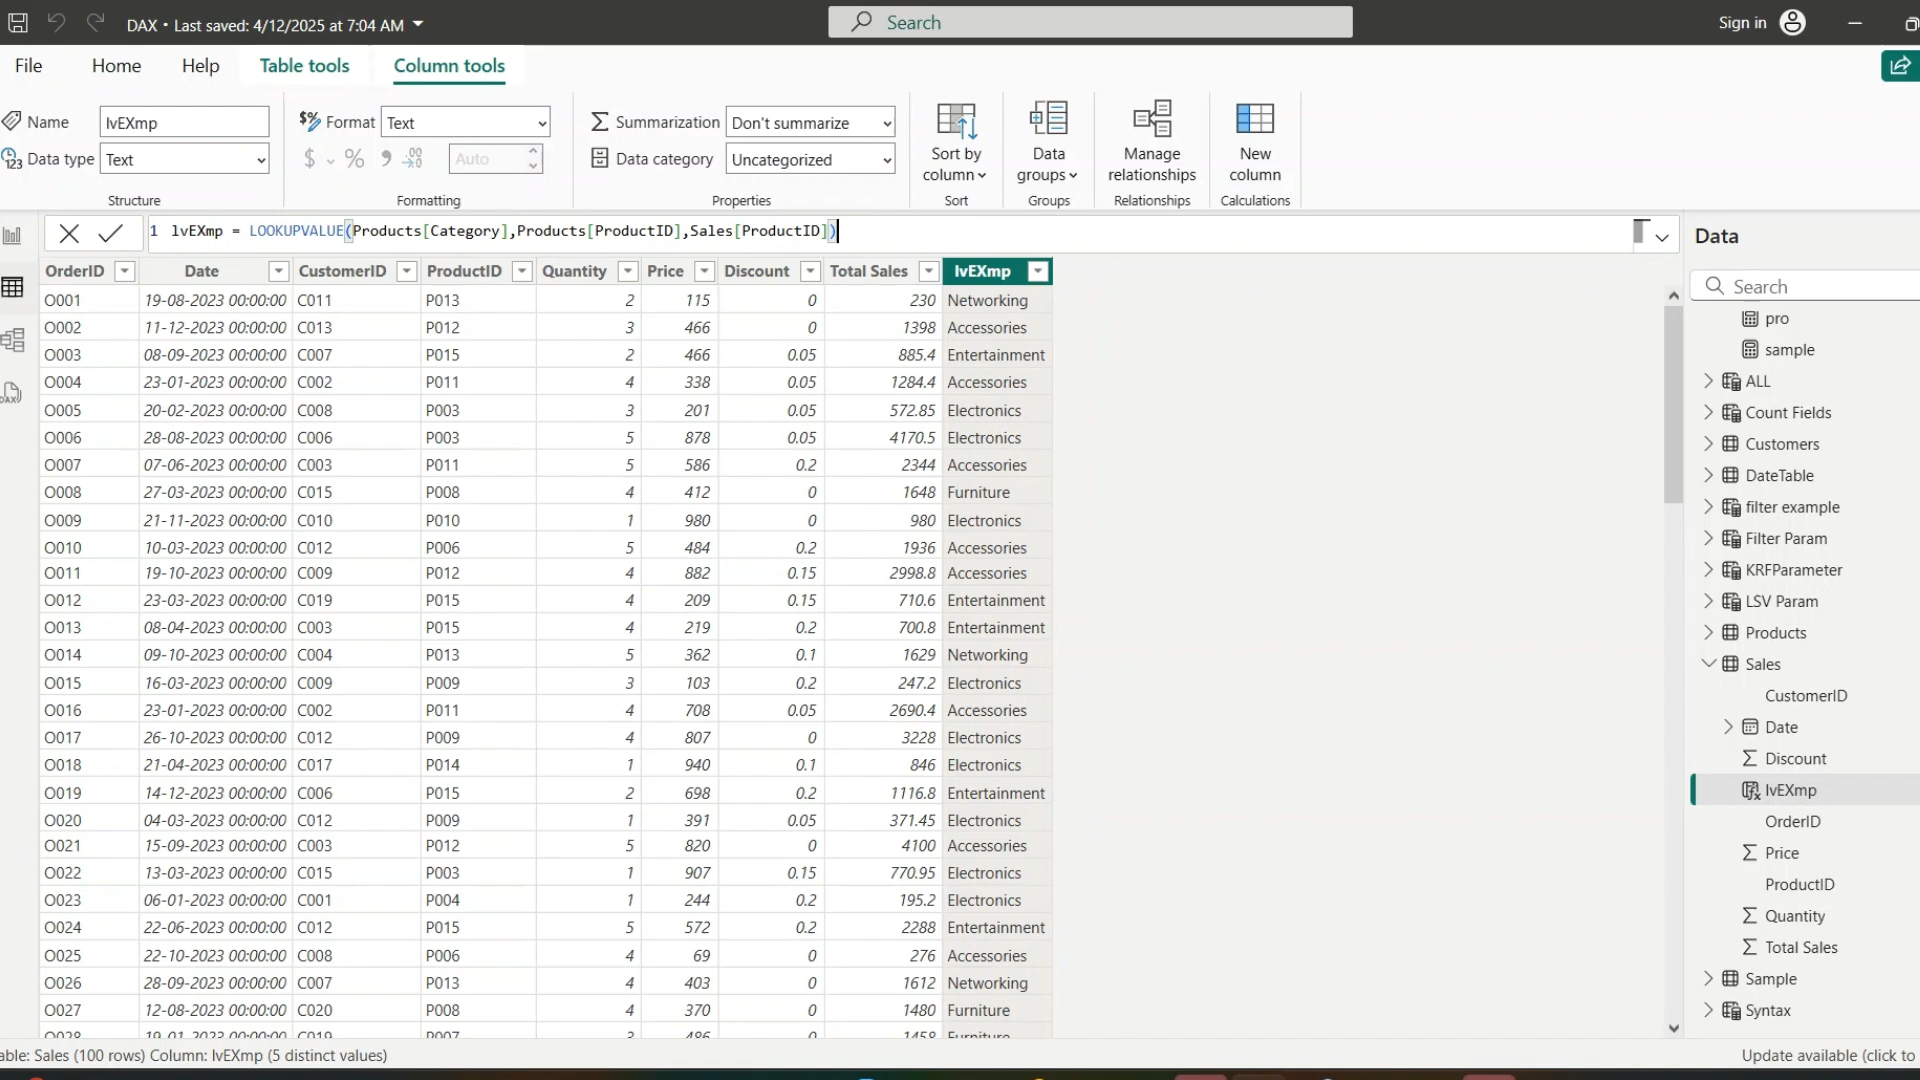 DAX • Last saved: 4/12/2025 at 7:04 AM
Search
Sign in
File Home Help Table tools Column tools
Name lvEXmp Format Text Summarization Don't summarize
Data type Text $ % Auto Data category Uncategorized
Sort by column Data groups Manage relationships New column
Structure Formatting Properties Sort Groups Relationships Calculations
1 lvEXmp = LOOKUPVALUE(Products[Category],Products[ProductID],Sales[ProductID])
OrderID Date CustomerID ProductID Quantity Price Discount Total Sales lvEXmp
O001 19-08-2023 00:00:00 C011 P013 2 115 0 230 Networking
O002 11-12-2023 00:00:00 C013 P012 3 466 0 1398 Accessories
O003 08-09-2023 00:00:00 C007 P015 2 466 0.05 885.4 Entertainment
O004 23-01-2023 00:00:00 C002 P011 4 338 0.05 1284.4 Accessories
O005 20-02-2023 00:00:00 C008 P003 3 201 0.05 572.85 Electronics
O006 28-08-2023 00:00:00 C006 P003 5 878 0.05 4170.5 Electronics
O007 07-06-2023 00:00:00 C003 P011 5 586 0.2 2344 Accessories
O008 27-03-2023 00:00:00 C015 P008 4 412 0 1648 Furniture
O009 21-11-2023 00:00:00 C010 P010 1 980 0 980 Electronics
O010 10-03-2023 00:00:00 C012 P006 5 484 0.2 1936 Accessories
O011 19-10-2023 00:00:00 C009 P012 4 882 0.15 2998.8 Accessories
O012 23-03-2023 00:00:00 C019 P015 4 209 0.15 710.6 Entertainment
O013 08-04-2023 00:00:00 C003 P015 4 219 0.2 700.8 Entertainment
O014 09-10-2023 00:00:00 C004 P013 5 362 0.1 1629 Networking
O015 16-03-2023 00:00:00 C009 P009 3 103 0.2 247.2 Electronics
O016 23-01-2023 00:00:00 C002 P011 4 708 0.05 2690.4 Accessories
O017 26-10-2023 00:00:00 C012 P009 4 807 0 3228 Electronics
O018 21-04-2023 00:00:00 C017 P014 1 940 0.1 846 Electronics
O019 14-12-2023 00:00:00 C006 P015 2 698 0.2 1116.8 Entertainment
O020 04-03-2023 00:00:00 C012 P009 1 391 0.05 371.45 Electronics
O021 15-09-2023 00:00:00 C003 P012 5 820 0 4100 Accessories
O022 13-03-2023 00:00:00 C015 P003 1 907 0.15 770.95 Electronics
O023 06-01-2023 00:00:00 C001 P004 1 244 0.2 195.2 Electronics
O024 22-06-2023 00:00:00 C012 P015 5 572 0.2 2288 Entertainment
O025 22-10-2023 00:00:00 C008 P006 4 69 0 276 Accessories
O026 28-09-2023 00:00:00 C007 P013 4 403 0 1612 Networking
O027 12-08-2023 00:00:00 C020 P008 4 370 0 1480 Furniture
O028 19-01-2023 00:00:00 C019 P007 3 486 0 1458 Furniture
Data
Search
pro
sample
ALL
Count Fields
Customers
DateTable
filter example
Filter Param
KRFParameter
LSV Param
Products
Sales
CustomerID
Date
Discount
lvEXmp
OrderID
Price
ProductID
Quantity
Total Sales
Sample
Syntax
able: Sales (100 rows) Column: lvEXmp (5 distinct values)
Update available (click to